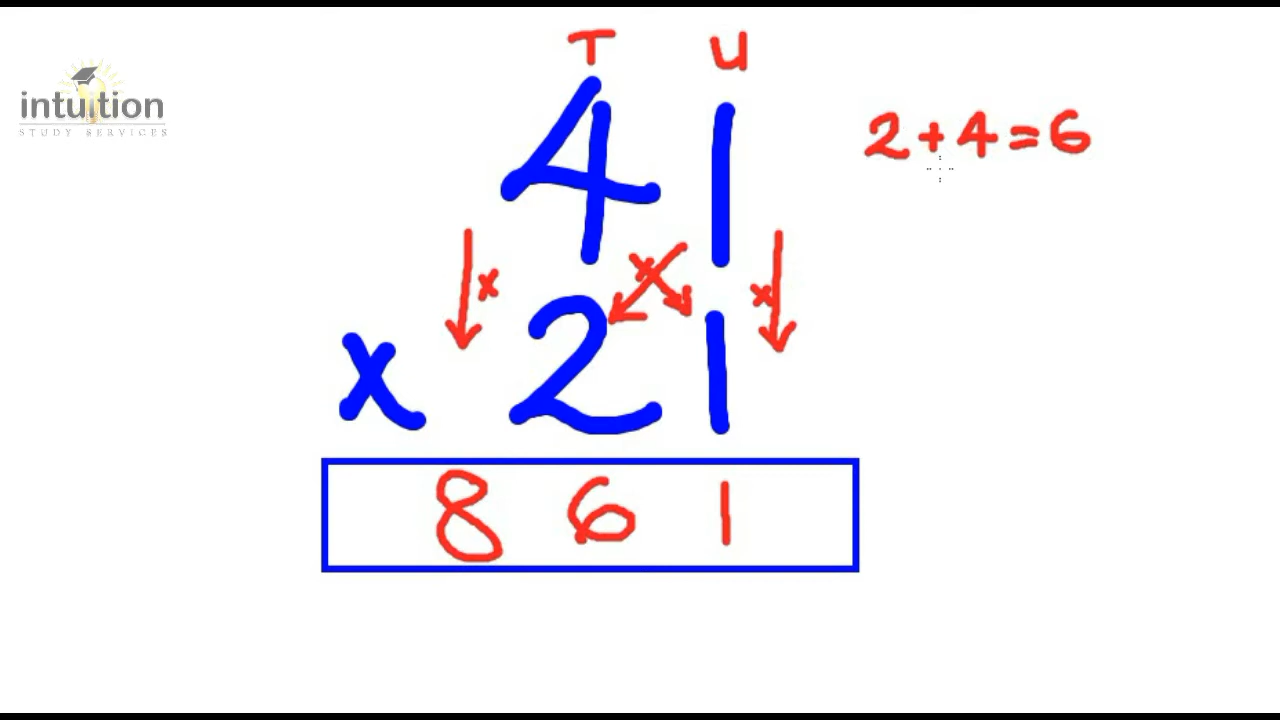 intuition
STUDY SERVICES
T U
41
2+4=6
x x x
x 21
861